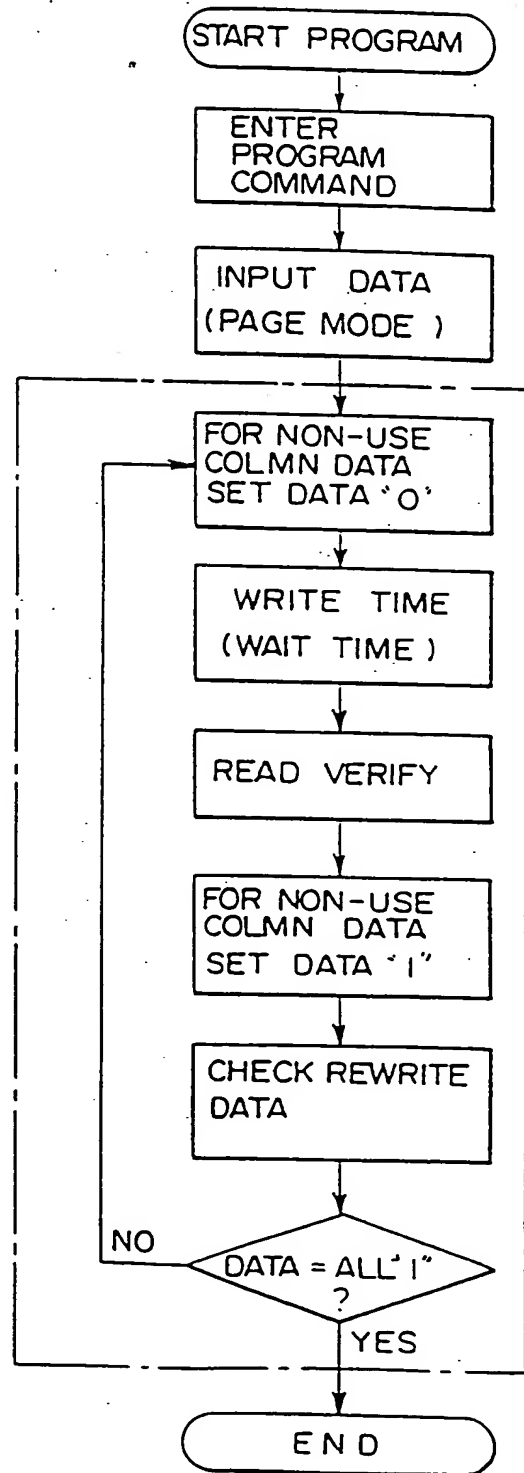 START PROGRAM
ENTER
PROGRAM
COMMAND
INPUT DATA
(PAGE MODE)
FOR NON-USE
COLMN DATA
SET DATA "0"
WRITE TIME
(WAIT TIME)
READ VERIFY
FOR NON-USE
COLMN DATA
SET DATA "1"
CHECK REWRITE
DATA
NO
DATA = ALL "1"
?
YES
END